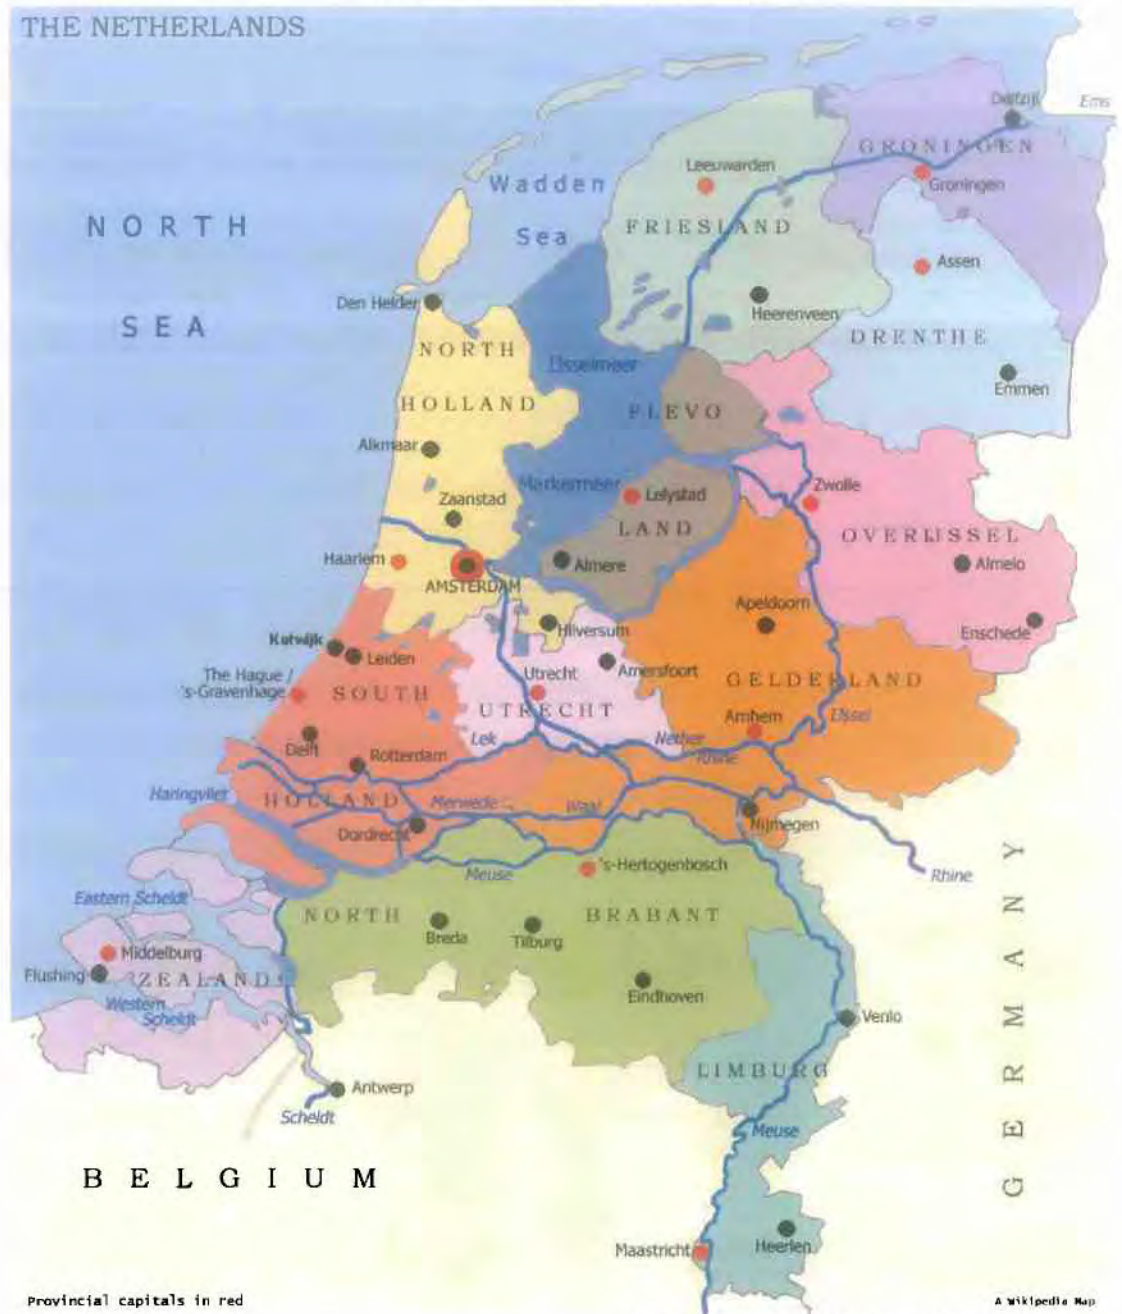 THE NETHERLANDS
Delfzijl
Ems
GRONINGEN
Leeuwarden
Groningen
Wadden
Sea
NORTH
SEA
FRIESLAND
Assen
Den Helder
Heerenveen
DRENTHE
NORTH
HOLLAND
IJsselmeer
Emmen
FLEVO
LAND
Alkmaar
Markermeer
Lelystad
Zwolle
Zaanstad
OVERIJSSEL
Haarlem
AMSTERDAM
Almere
Almelo
Apeldoorn
Hilversum
Enschede
Katwijk
Leiden
Amersfoort
The Hague /
's-Gravenhage
SOUTH
HOLLAND
Utrecht
UTRECHT
GELDERLAND
Arnhem
IJssel
Delft
Rotterdam
Lek
Nether
Rhine
Haringvliet
Merwede
Waal
Dordrecht
Nijmegen
Meuse
's-Hertogenbosch
Rhine
Eastern Scheldt
NORTH BRABANT
Breda
Tilburg
Middelburg
Flushing
ZEALAND
Western
Scheldt
Eindhoven
Venlo
GERMANY
LIMBURG
Antwerp
Scheldt
Meuse
BELGIUM
Maastricht
Heerlen
Provincial capitals in red
A Wikipedia Map